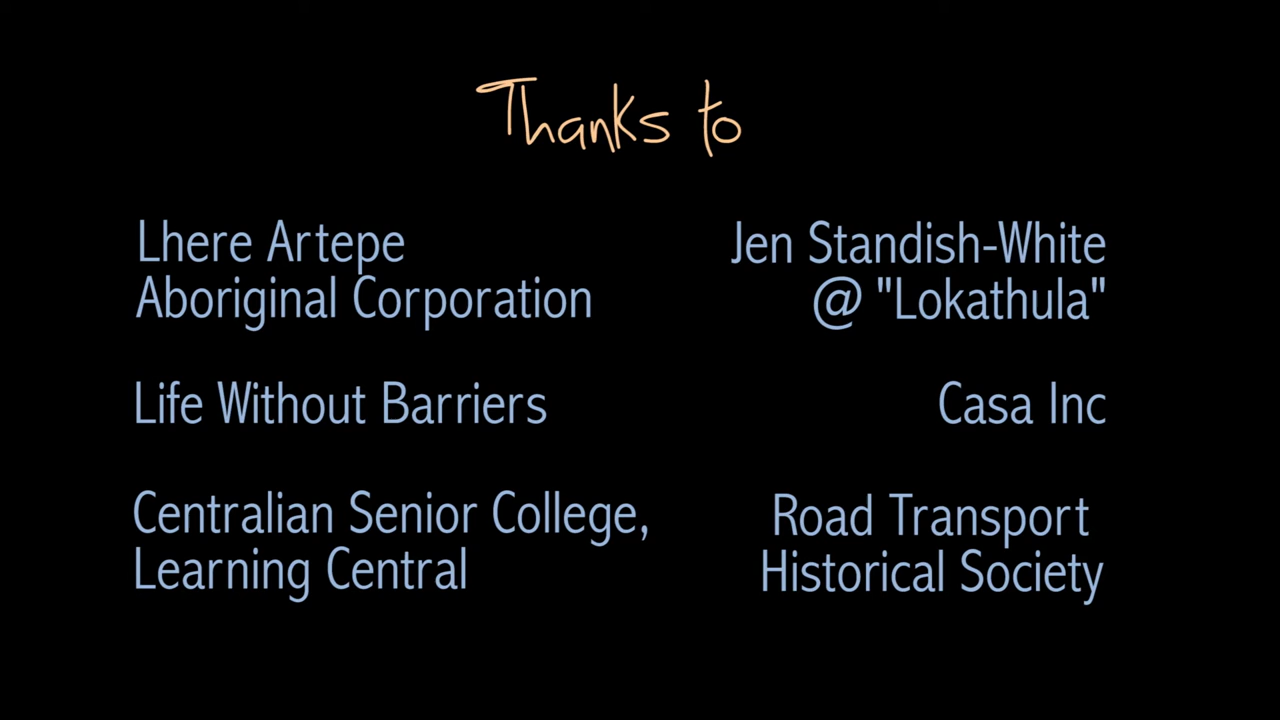 Thanks to
Lhere Artepe
Aboriginal Corporation
Jen Standish-White
@ "Lokathula"
Life Without Barriers
Casa Inc
Centralian Senior College,
Learning Central
Road Transport
Historical Society